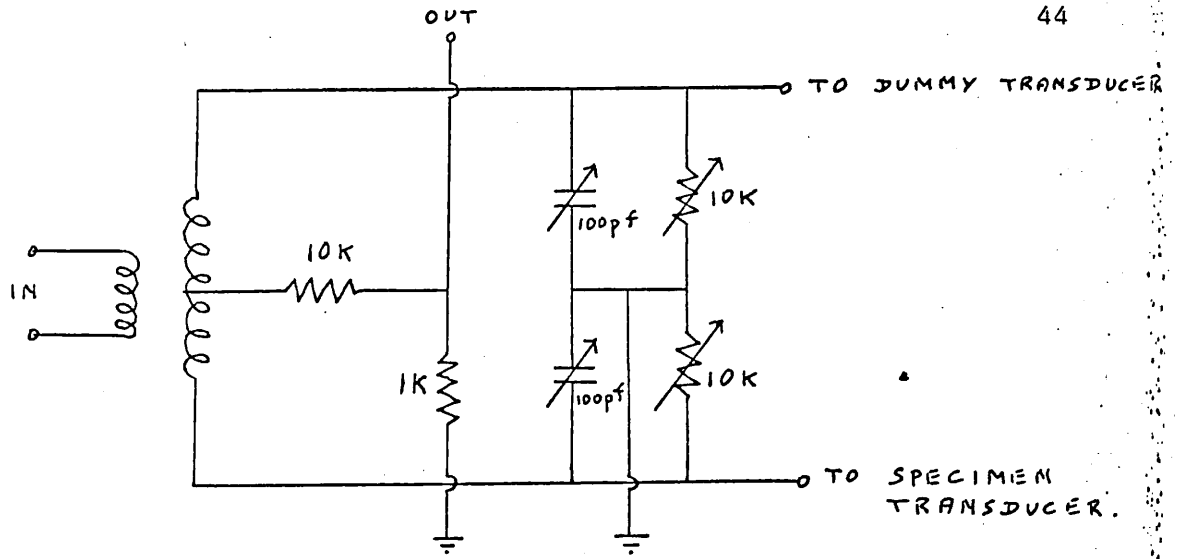 44
OUT
TO DUMMY TRANSDUCER
10K
100pf
10K
IN
1K
100pf
10K
TO SPECIMEN
TRANSDUCER.